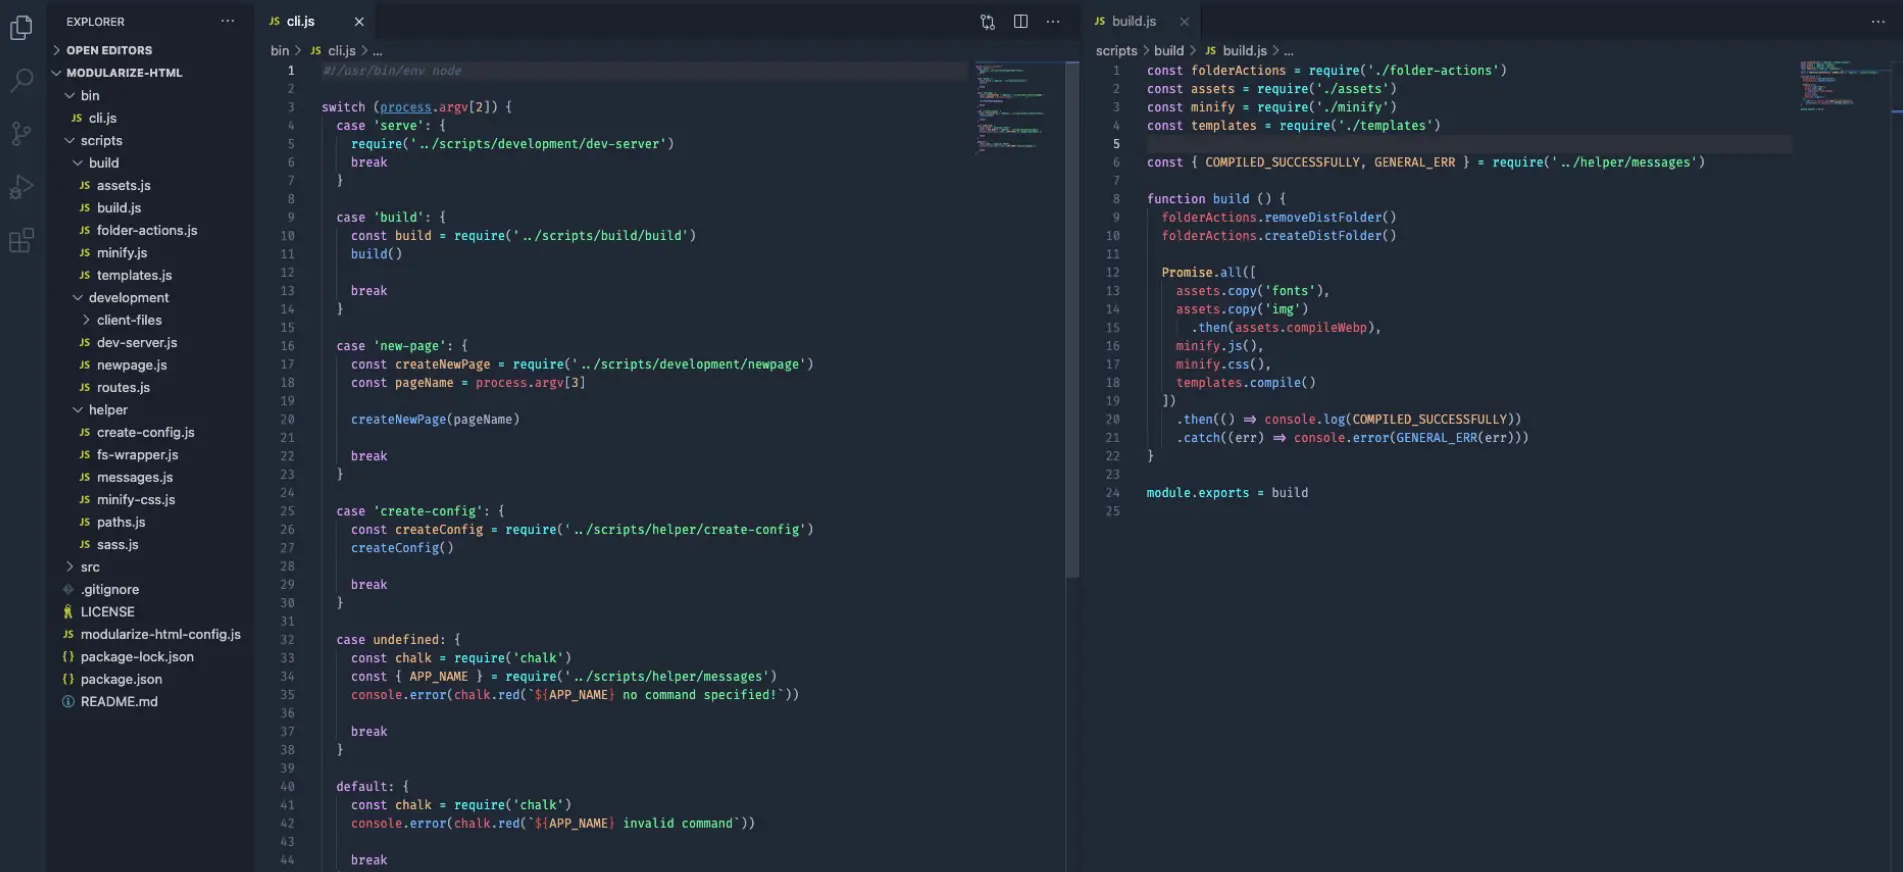 EXPLORER
OPEN EDITORS
MODULARIZE-HTML
bin
JS cli.js
scripts
build
JS assets.js
JS build.js
JS folder-actions.js
JS minify.js
JS templates.js
development
client-files
JS dev-server.js
JS newpage.js
JS routes.js
helper
JS create-config.js
JS fs-wrapper.js
JS messages.js
JS minify-css.js
JS paths.js
JS sass.js
src
.gitignore
LICENSE
JS modularize-html-config.js
{} package-lock.json
{} package.json
README.md
JS cli.js
bin > JS cli.js > ...
1 #!/usr/bin/env node
2
3 switch (process.argv[2]) {
4 case 'serve': {
5 require('../scripts/development/dev-server')
6 break
7 }
8
9 case 'build': {
10 const build = require('../scripts/build/build')
11 build()
12
13 break
14 }
15
16 case 'new-page': {
17 const createNewPage = require('../scripts/development/newpage')
18 const pageName = process.argv[3]
19
20 createNewPage(pageName)
21
22 break
23 }
24
25 case 'create-config': {
26 const createConfig = require('../scripts/helper/create-config')
27 createConfig()
28
29 break
30 }
31
32 case undefined: {
33 const chalk = require('chalk')
34 const { APP_NAME } = require('../scripts/helper/messages')
35 console.error(chalk.red(`${APP_NAME} no command specified!`))
36
37 break
38 }
39
40 default: {
41 const chalk = require('chalk')
42 console.error(chalk.red(`${APP_NAME} invalid command`))
43
44 break
JS build.js
scripts > build > JS build.js > ...
1 const folderActions = require('./folder-actions')
2 const assets = require('./assets')
3 const minify = require('./minify')
4 const templates = require('./templates')
5
6 const { COMPILED_SUCCESSFULLY, GENERAL_ERR } = require('../helper/messages')
7
8 function build () {
9 folderActions.removeDistFolder()
10 folderActions.createDistFolder()
11
12 Promise.all([
13 assets.copy('fonts'),
14 assets.copy('img')
15 .then(assets.compileWebp),
16 minify.js(),
17 minify.css(),
18 templates.compile()
19 ])
20 .then(() => console.log(COMPILED_SUCCESSFULLY))
21 .catch((err) => console.error(GENERAL_ERR(err)))
22 }
23
24 module.exports = build
25